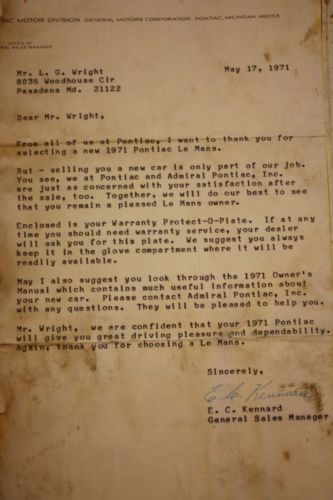 AC MOTOR DIVISION GENERAL MOTORS CORPORATION PONTIAC, MICHIGAN 48053
OFFICE OF
RAL SALES MANAGER
May 17, 1971
Mr. L. G. Wright
8035 Woodhouse Cir
Pasadena Md. 21122
Dear Mr. Wright,
From all of us at Pontiac, I want to thank you for
selecting a new 1971 Pontiac Le Mans.
But - selling you a new car is only part of our job.
You see, we at Pontiac and Admiral Pontiac, Inc.
are just as concerned with your satisfaction after
the sale, too. Together, we will do our best to see
that you remain a pleased Le Mans owner.
Enclosed is your Warranty Protect-O-Plate. If at any
time you should need warranty service, your dealer
will ask you for this plate. We suggest you always
keep it in the glove compartment where it will be
readily available.
May I also suggest you look through the 1971 Owner's
Manual which contains much useful information about
your new car. Please contact Admiral Pontiac, Inc.
with any questions. They will be pleased to help you.
Mr. Wright, we are confident that your 1971 Pontiac
will give you great driving pleasure and dependability.
Again, thank you for choosing a Le Mans.
Sincerely,
E. C. Kennard
E. C. Kennard
General Sales Manager